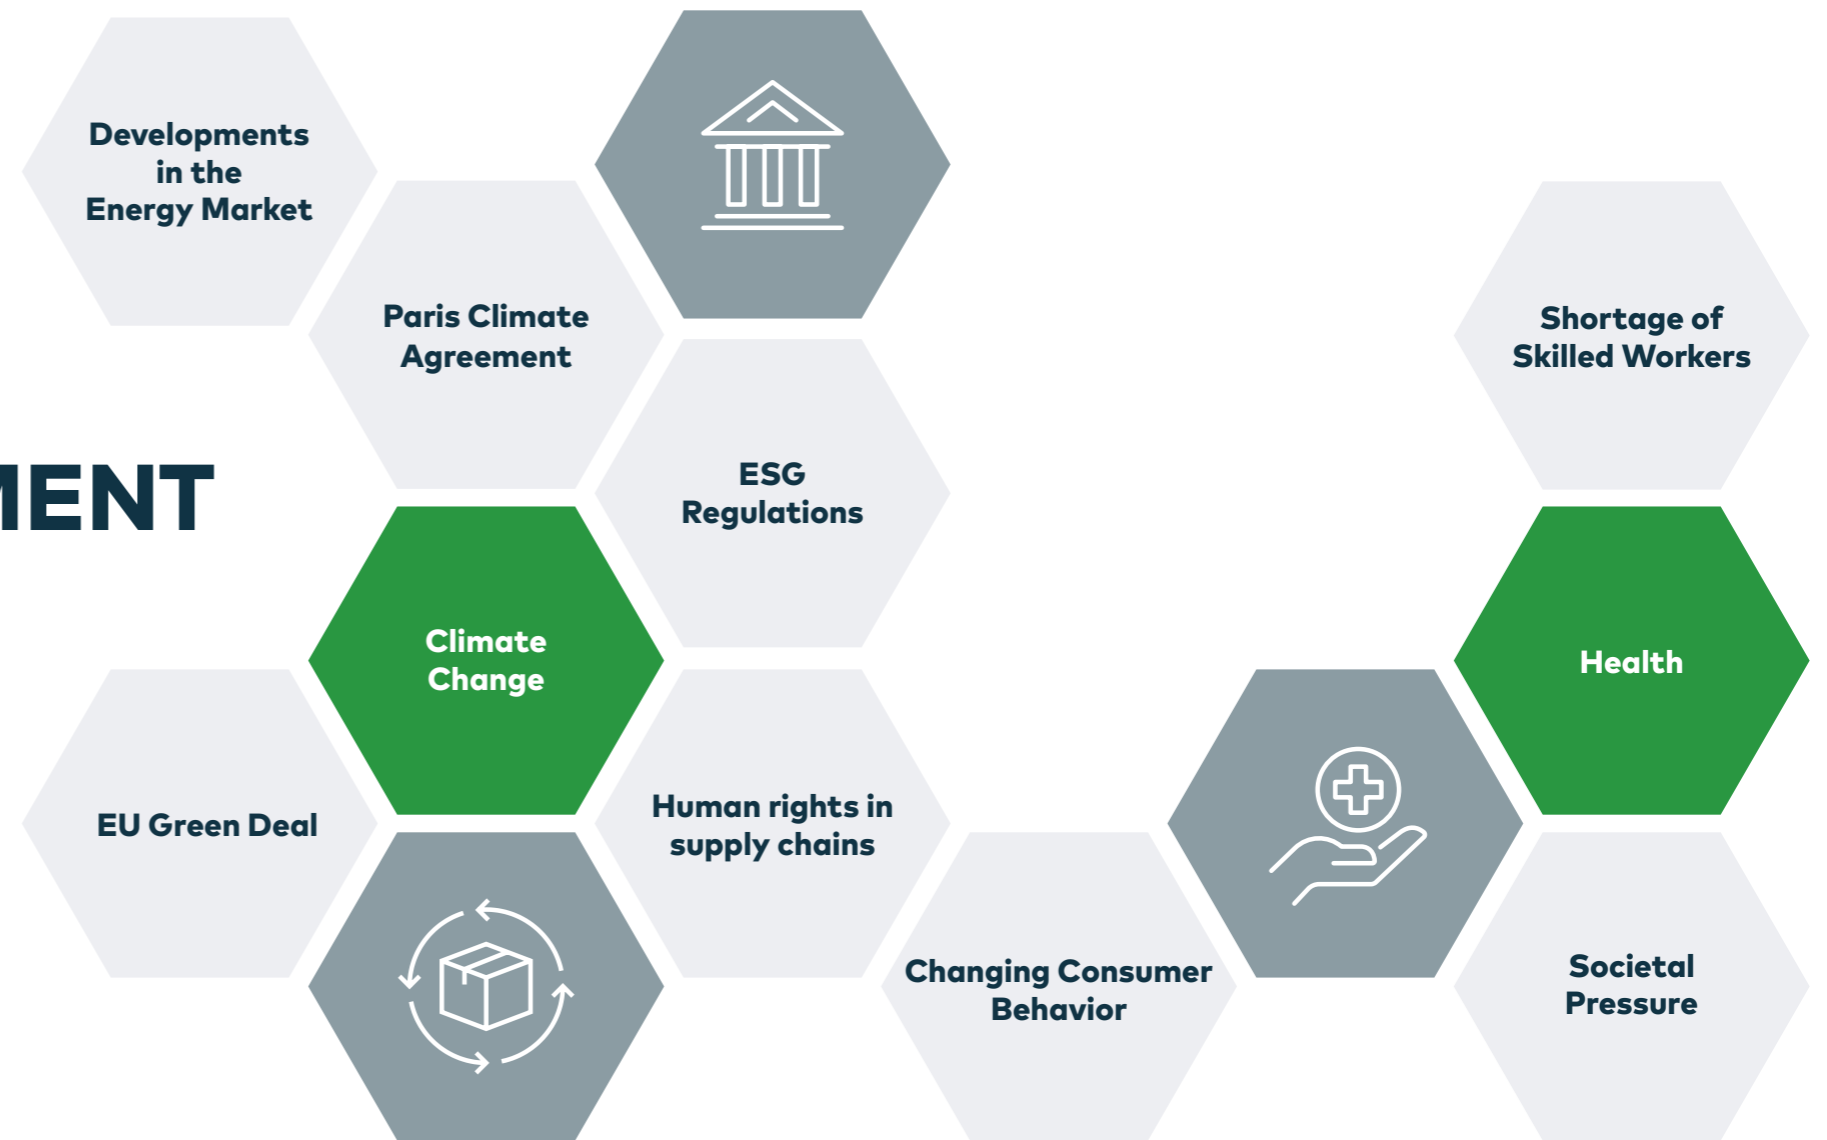 Developments
in the
Energy Market
Paris Climate
Agreement
Shortage of
Skilled Workers
MENT
ESG
Regulations
Climate
Change
Health
EU Green Deal
Human rights in
supply chains
Changing Consumer
Behavior
Societal
Pressure